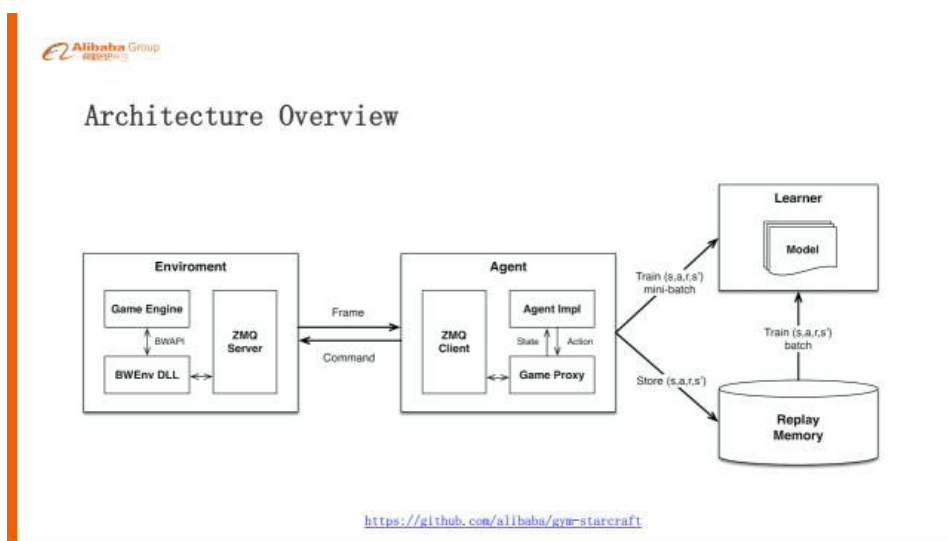 Alibaba Group
Architecture Overview
Enviroment
Game Engine
BWAPI
BWEnv DLL
ZMQ
Server
Frame
Command
Agent
ZMQ
Client
Agent Impl
State
Action
Game Proxy
Train (s,a,r,s')
mini-batch
Store (s,a,r,s')
Learner
Model
Train (s,a,r,s')
batch
Replay
Memory
https://github.com/alibaba/gym-starcraft